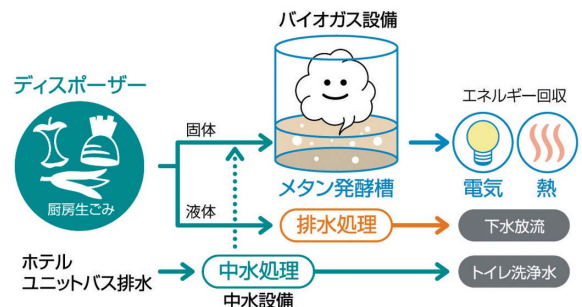 バイオガス設備
ディスポーザー
厨房生ごみ
固体
メタン発酵槽
エネルギー回収
電気
熱
液体
排水処理
下水放流
ホテル
ユニットバス排水
中水処理
中水設備
トイレ洗浄水